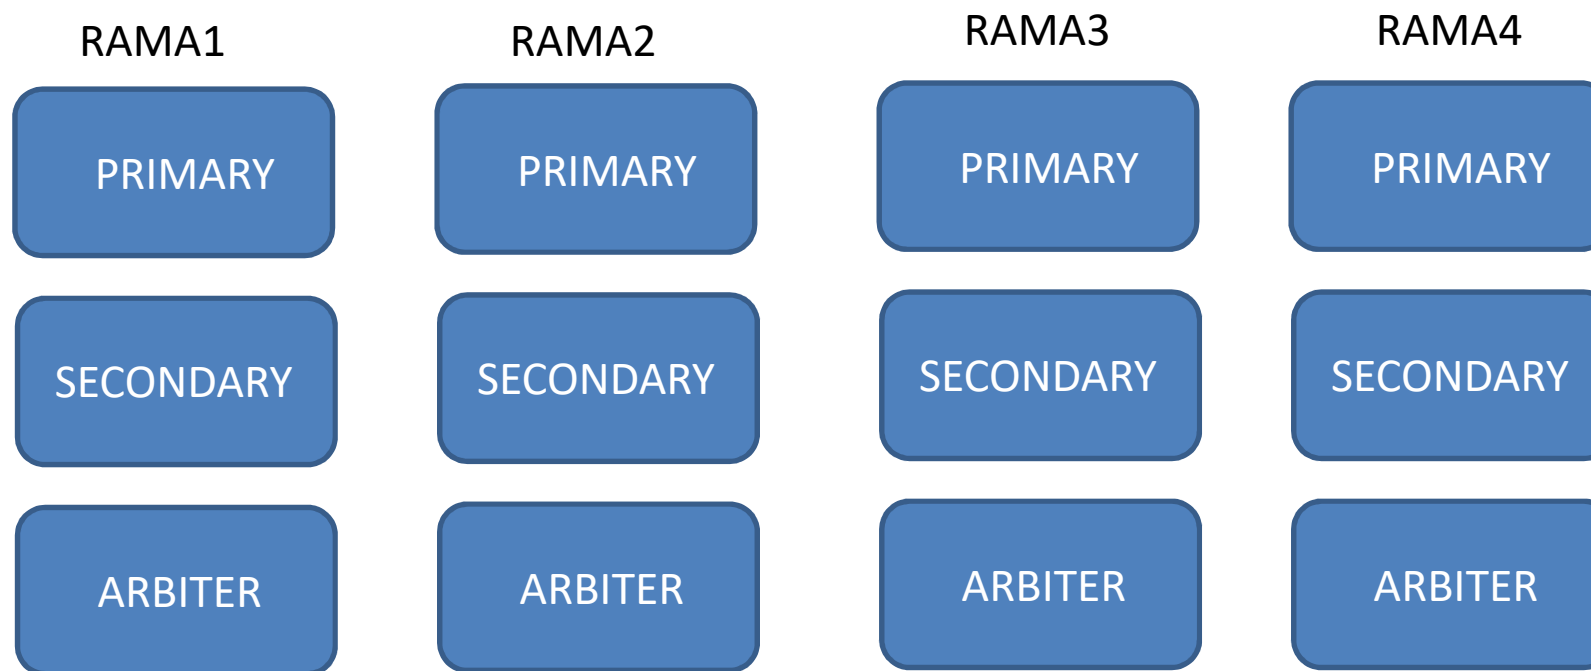 RAMA1 RAMA2 RAMA3 RAMA4
PRIMARY PRIMARY PRIMARY PRIMARY
SECONDARY SECONDARY SECONDARY SECONDARY
ARBITER ARBITER ARBITER ARBITER